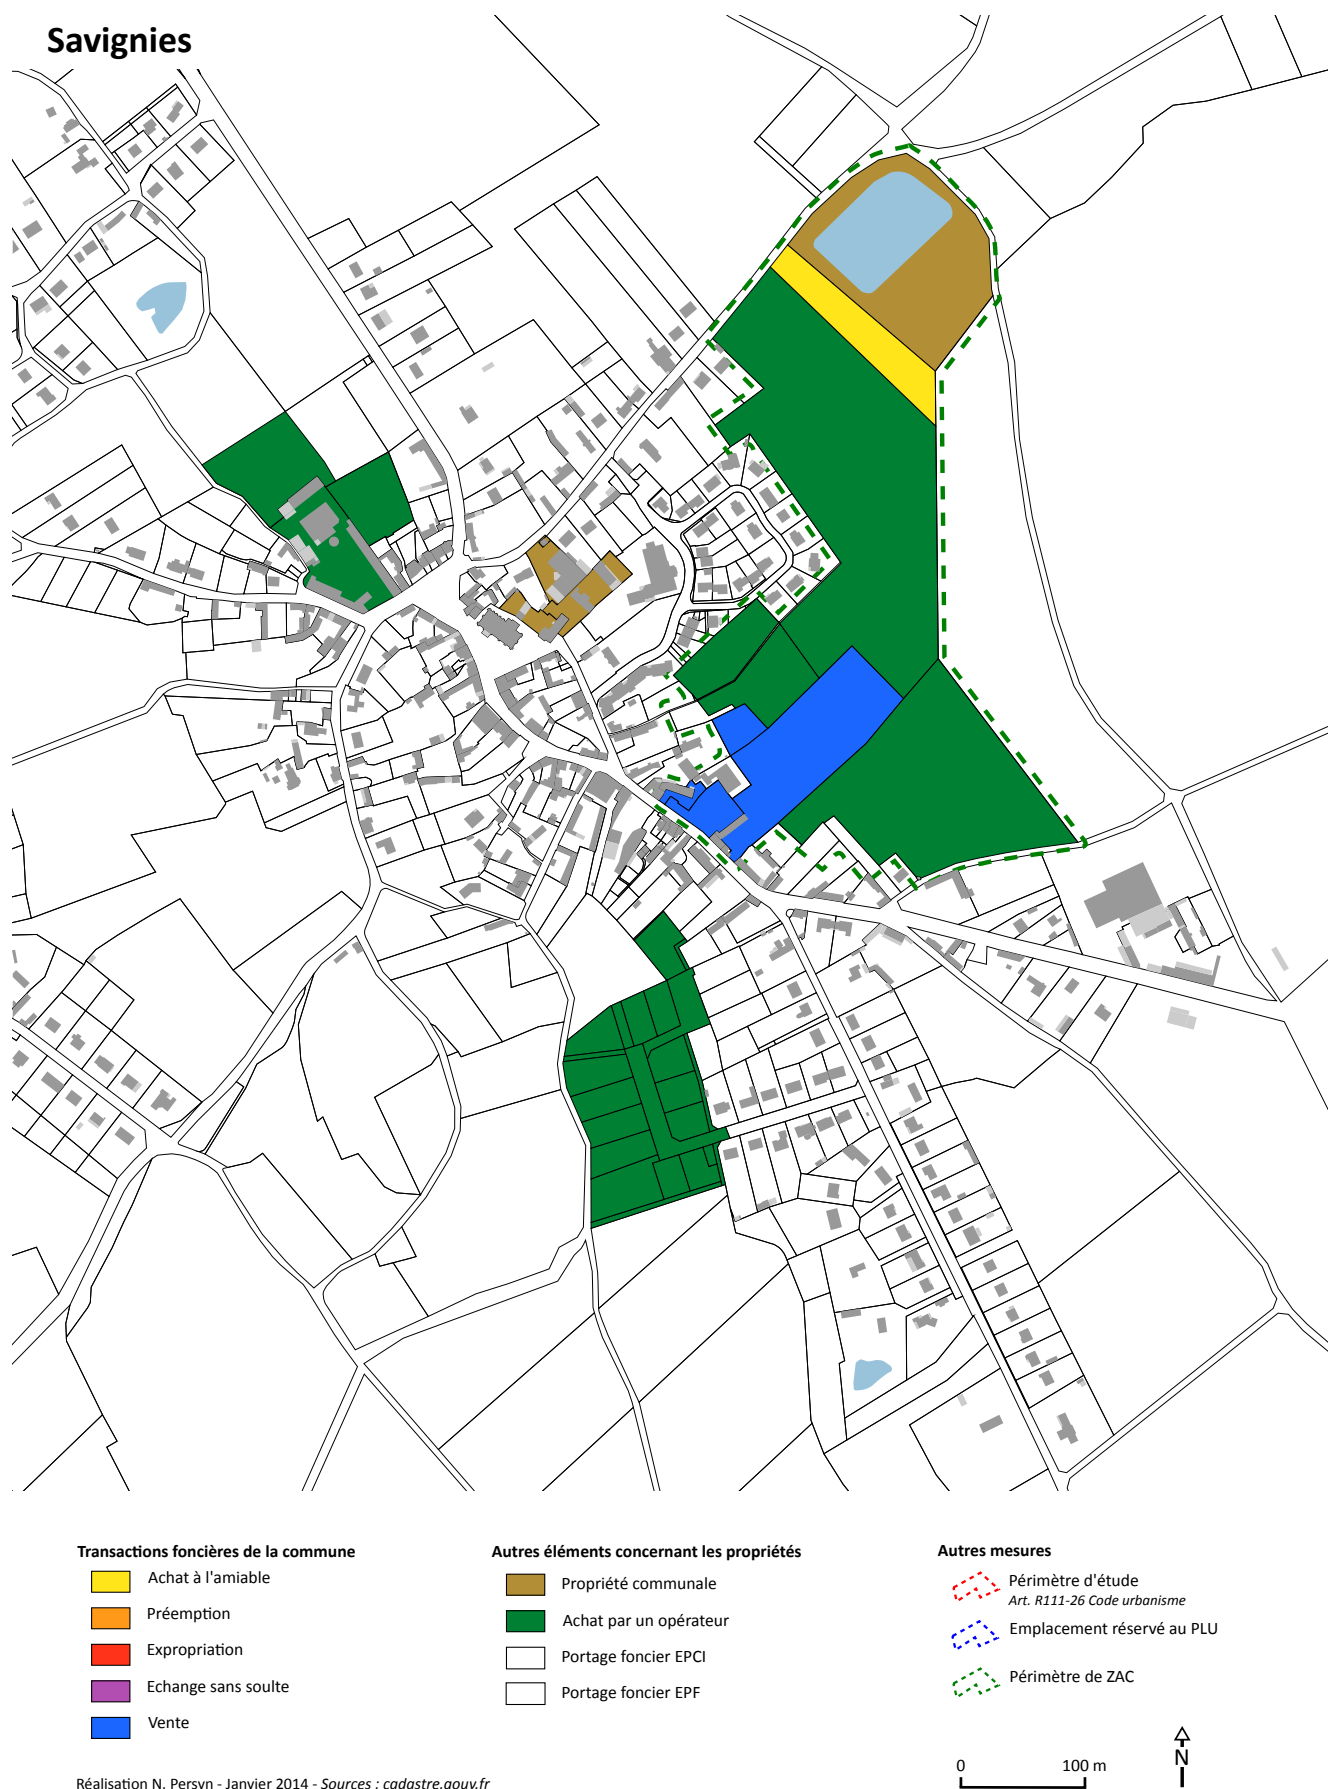 Savignies
Transactions foncières de la commune
Achat à l'amiable
Préemption
Expropriation
Echange sans soulte
Vente
Autres éléments concernant les propriétés
Propriété communale
Achat par un opérateur
Portage foncier EPCI
Portage foncier EPF
Autres mesures
Périmètre d'étude
Art. R111-26 Code urbanisme
Emplacement réservé au PLU
Périmètre de ZAC
0 100 m
N
Réalisation N. Persyn - Janvier 2014 - Sources : cadastre.gouv.fr